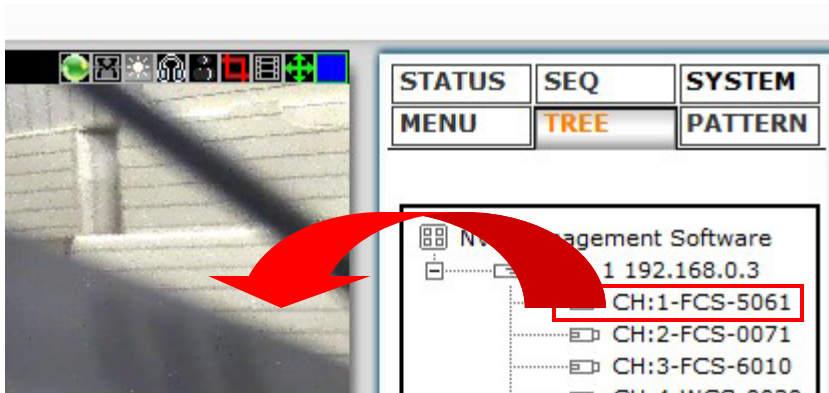 STATUS SEQ SYSTEM
MENU TREE PATTERN
agement Software
1 192.168.0.3
CH:1-FCS-5061
CH:2-FCS-0071
CH:3-FCS-6010